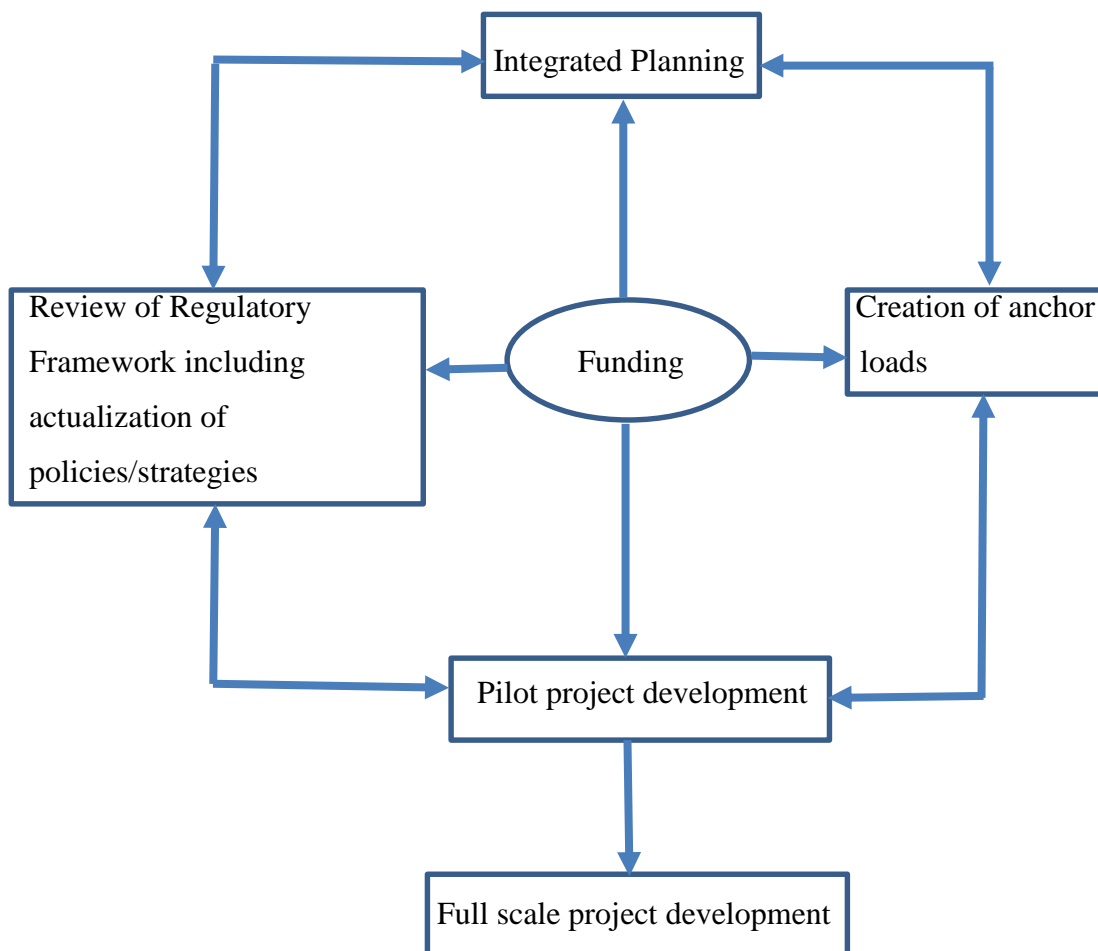 Integrated Planning
Review of Regulatory
Framework including
actualization of
policies/strategies
Funding
Creation of anchor
loads
Pilot project development
Full scale project development